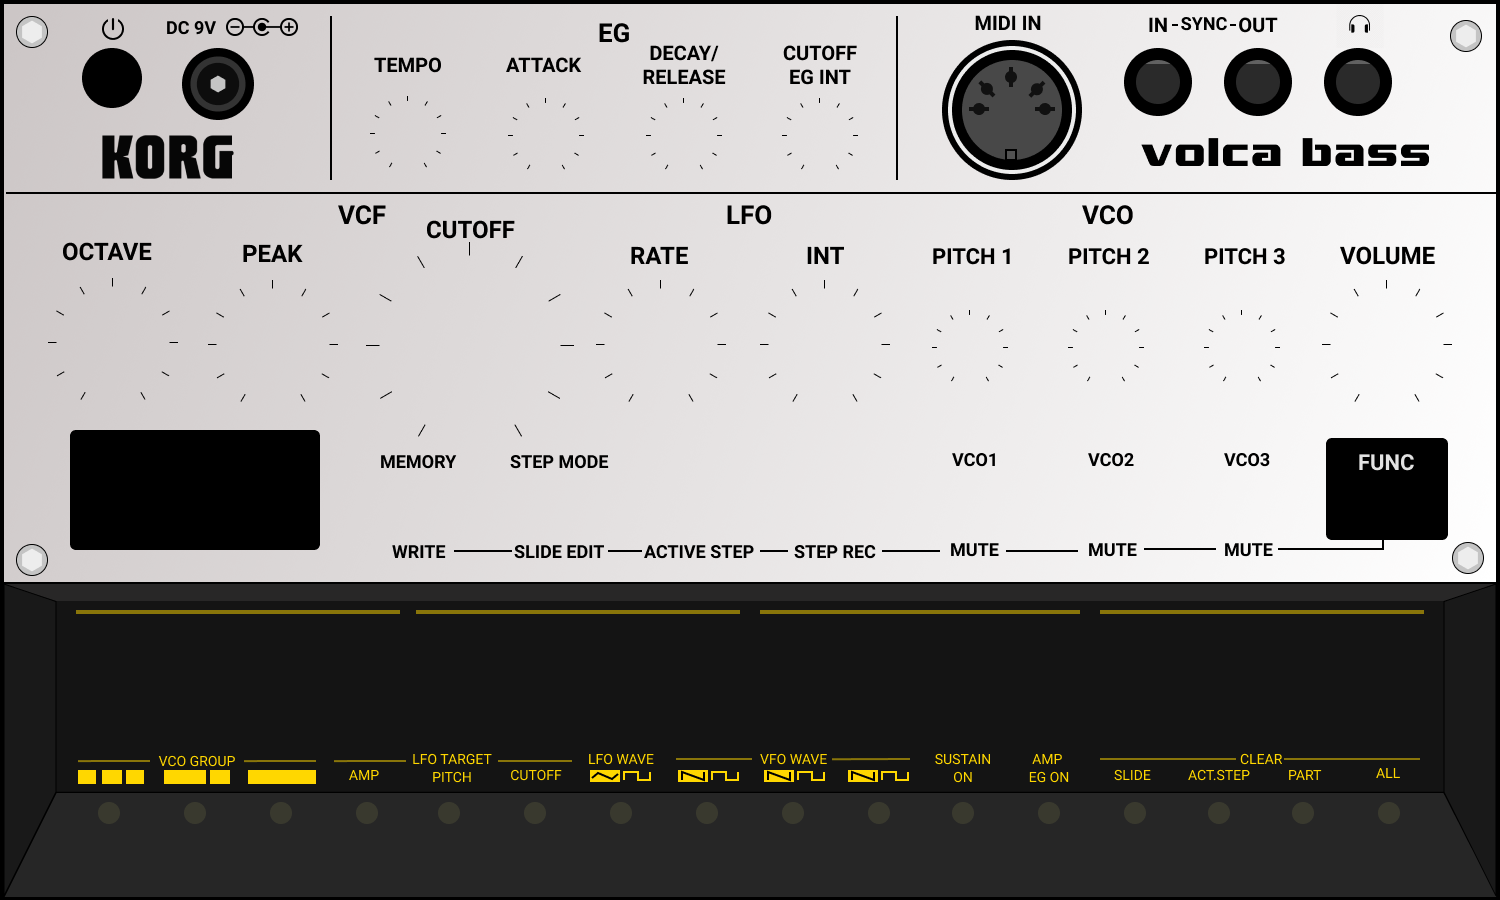 DC 9V
KORG
EG
TEMPO
ATTACK
DECAY/
RELEASE
CUTOFF
EG INT
MIDI IN
IN-SYNC-OUT
volca bass
VCF
LFO
VCO
OCTAVE
PEAK
CUTOFF
RATE
INT
PITCH 1
PITCH 2
PITCH 3
VOLUME
MEMORY
STEP MODE
VCO1
VCO2
VCO3
FUNC
WRITE
SLIDE EDIT
ACTIVE STEP
STEP REC
MUTE
MUTE
MUTE
VCO GROUP
LFO TARGET
AMP
PITCH
CUTOFF
LFO WAVE
VFO WAVE
SUSTAIN
ON
AMP
EG ON
CLEAR
SLIDE
ACT.STEP
PART
ALL